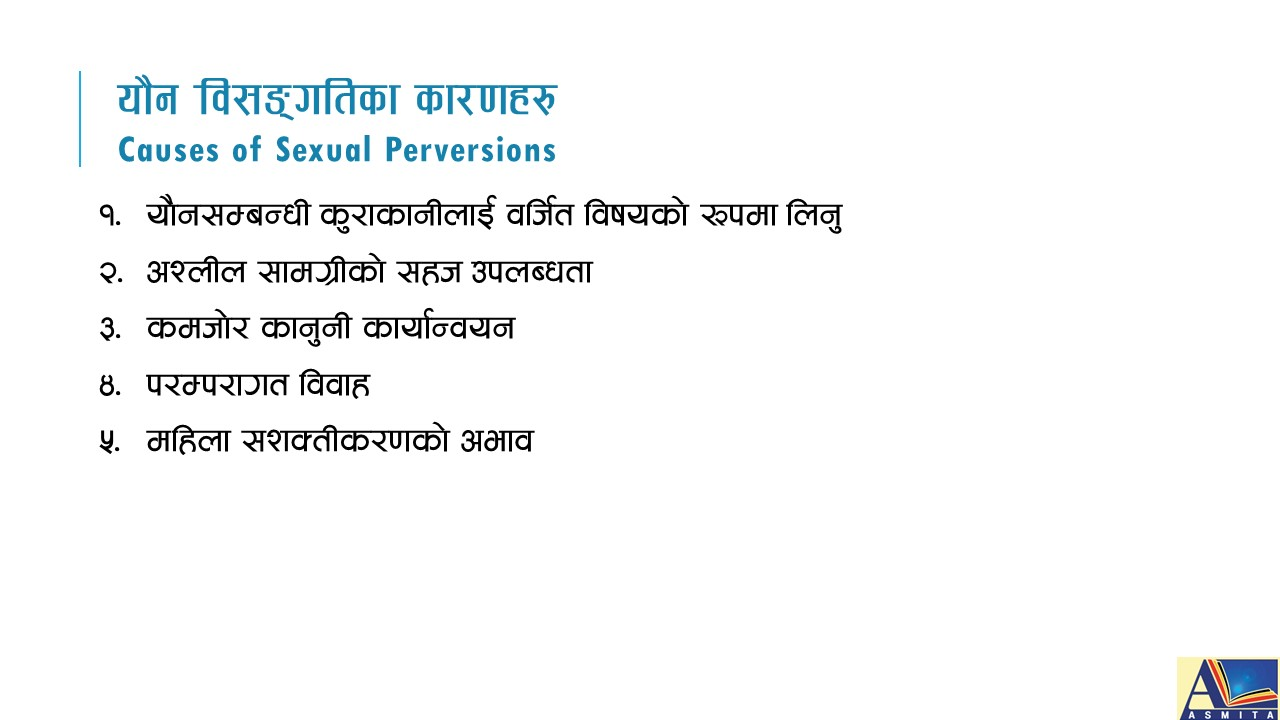 यौन विसङ्गतिका कारणहरु
Causes of Sexual Perversions
१. यौनसम्बन्धी कुराकानीलाई वर्जित विषयको रुपमा लिनु
२. अश्लील सामग्रीको सहज उपलब्धता
३. कमजोर कानुनी कार्यान्वयन
४. परम्परागत विवाह
५. महिला सशक्तीकरणको अभाव
ASMITA